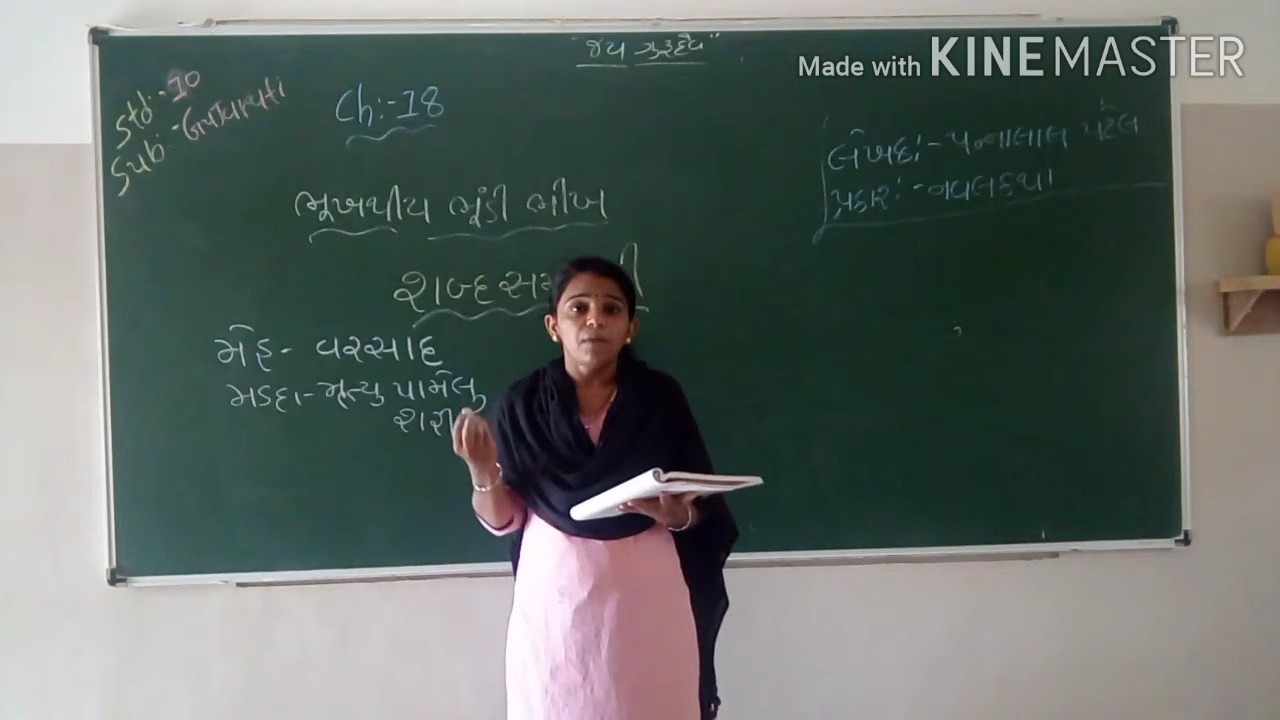 "જય ગુરુદેવ"
Made with KINEMASTER
Std:-10
Sub:-Gujarati
Ch:-18
લેખક:-પન્નાલાલ પટેલ
પ્રકાર:-નવલકથા
ભૂખથીય ભૂંડી ભીખ
શબ્દસમ
મેહ- વરસાદ
મડદા-મૃત્યુ પામેલુ